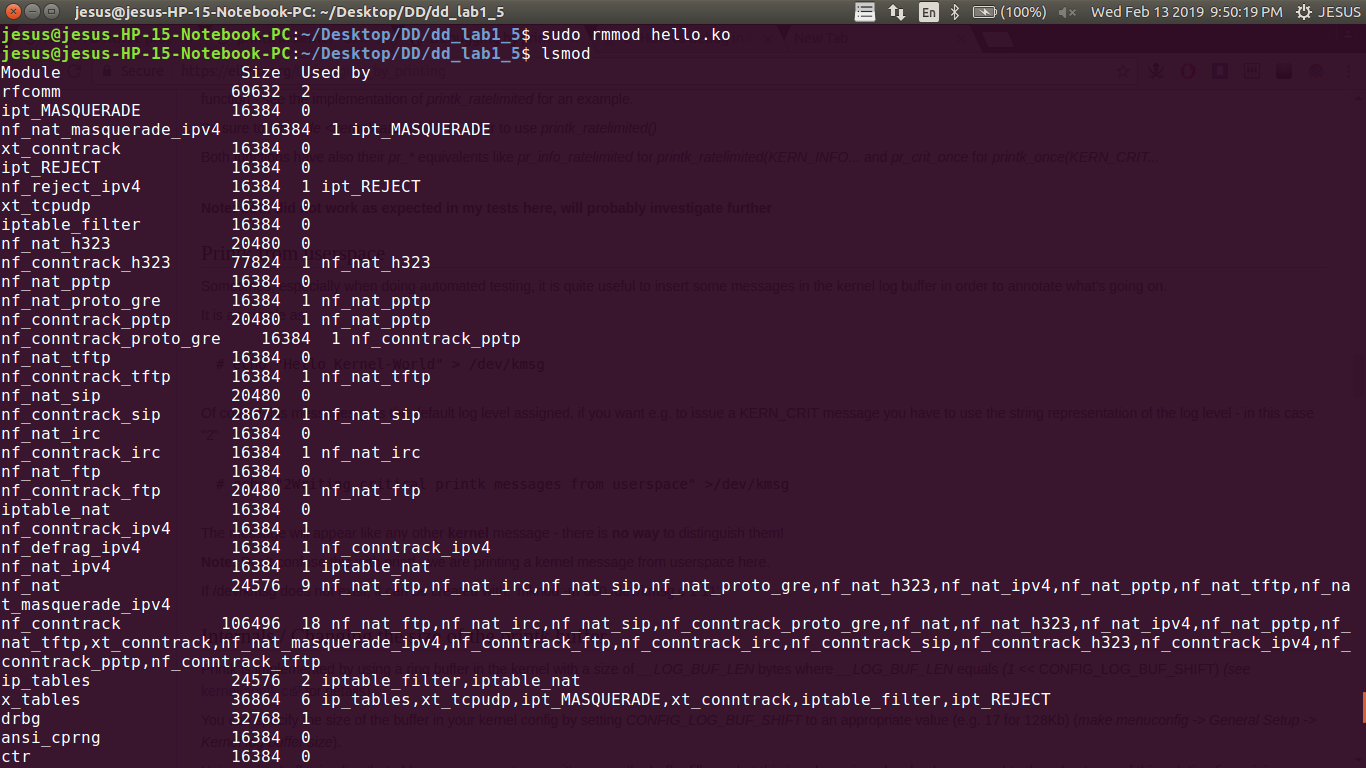 jesus@jesus-HP-15-Notebook-PC: ~/Desktop/DD/dd_lab1_5
En (100%) Wed Feb 13 2019 9:50:19 PM JESUS
jesus@jesus-HP-15-Notebook-PC:~/Desktop/DD/dd_lab1_5$ sudo rmmod hello.ko
jesus@jesus-HP-15-Notebook-PC:~/Desktop/DD/dd_lab1_5$ lsmod
Module                  Size  Used by
rfcomm                 69632  2
ipt_MASQUERADE         16384  0
nf_nat_masquerade_ipv4    16384  1 ipt_MASQUERADE
xt_conntrack           16384  0
ipt_REJECT             16384  0
nf_reject_ipv4         16384  1 ipt_REJECT
xt_tcpudp              16384  0
iptable_filter         16384  0
nf_nat_h323            20480  0
nf_conntrack_h323      77824  1 nf_nat_h323
nf_nat_pptp            16384  0
nf_nat_proto_gre       16384  1 nf_nat_pptp
nf_conntrack_pptp      20480  1 nf_nat_pptp
nf_conntrack_proto_gre    16384  1 nf_conntrack_pptp
nf_nat_tftp            16384  0
nf_conntrack_tftp      16384  1 nf_nat_tftp
nf_nat_sip             20480  0
nf_conntrack_sip       28672  1 nf_nat_sip
nf_nat_irc             16384  0
nf_conntrack_irc       16384  1 nf_nat_irc
nf_nat_ftp             16384  0
nf_conntrack_ftp       20480  1 nf_nat_ftp
iptable_nat            16384  0
nf_conntrack_ipv4      16384  1
nf_defrag_ipv4         16384  1 nf_conntrack_ipv4
nf_nat_ipv4            16384  1 iptable_nat
nf_nat                 24576  9 nf_nat_ftp,nf_nat_irc,nf_nat_sip,nf_nat_proto_gre,nf_nat_h323,nf_nat_ipv4,nf_nat_pptp,nf_nat_tftp,nf_na
t_masquerade_ipv4
nf_conntrack          106496  18 nf_nat_ftp,nf_nat_irc,nf_nat_sip,nf_conntrack_proto_gre,nf_nat,nf_nat_h323,nf_nat_ipv4,nf_nat_pptp,nf_
nat_tftp,xt_conntrack,nf_nat_masquerade_ipv4,nf_conntrack_ftp,nf_conntrack_irc,nf_conntrack_sip,nf_conntrack_h323,nf_conntrack_ipv4,nf_
conntrack_pptp,nf_conntrack_tftp
ip_tables              24576  2 iptable_filter,iptable_nat
x_tables               36864  6 ip_tables,xt_tcpudp,ipt_MASQUERADE,xt_conntrack,iptable_filter,ipt_REJECT
drbg                   32768  1
ansi_cprng             16384  0
ctr                    16384  0